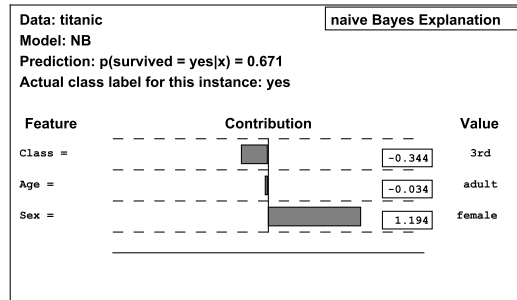 Data: titanic
naive Bayes Explanation
Model: NB
Prediction: p(survived = yes|x) = 0.671
Actual class label for this instance: yes
Feature Contribution Value
Class = -0.344 3rd
Age = -0.034 adult
Sex = 1.194 female